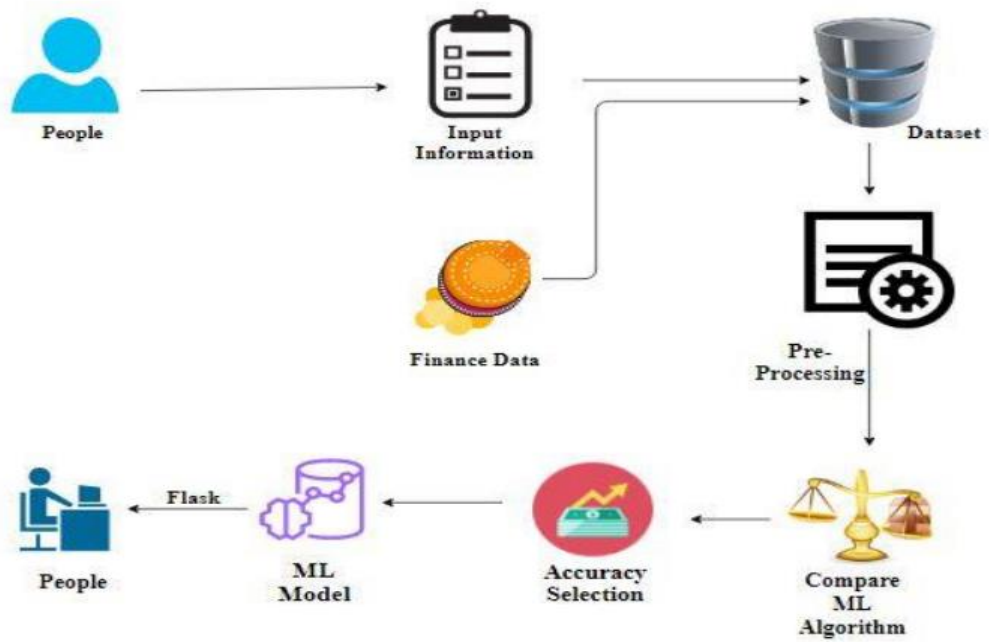 People
Input
Information
Dataset
Finance Data
Pre-
Processing
Flask
People
ML
Model
Accuracy
Selection
Compare
ML
Algorithm